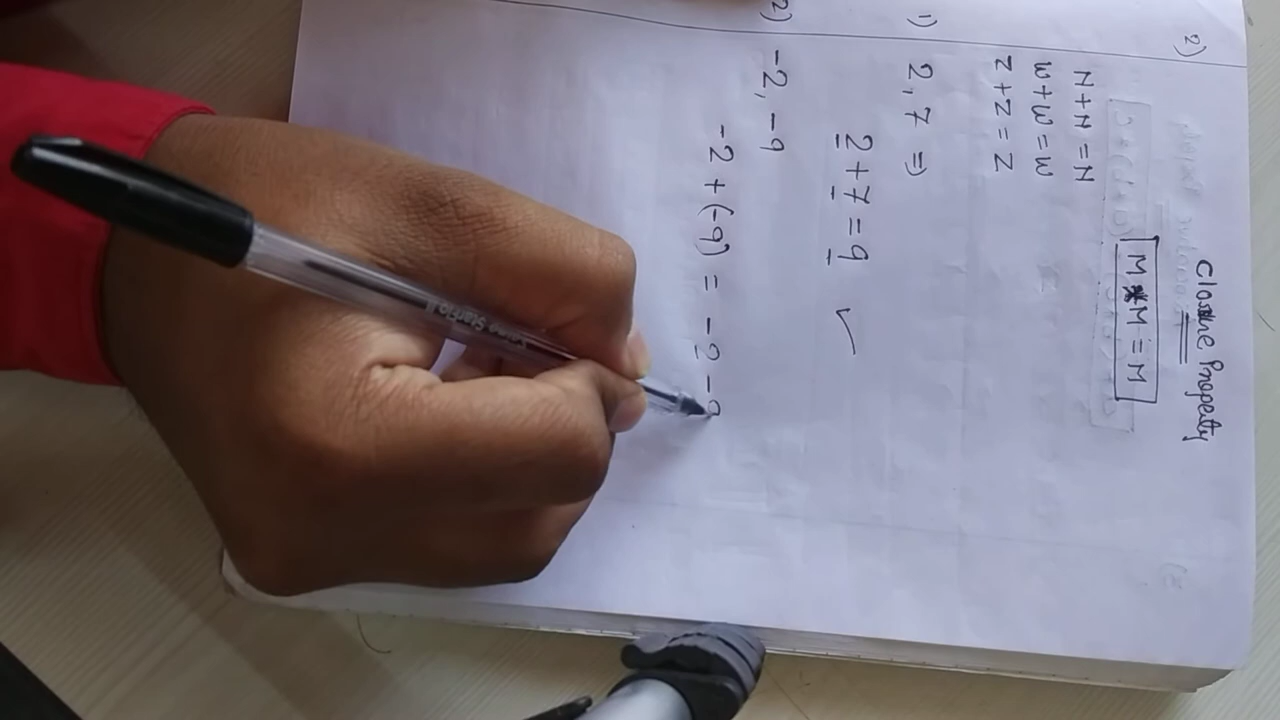 2) Closure Property
M * M = M
N + N = N
W + W = W
Z + Z = Z
1) 2, 7 =)
2 + 7 = 9 ✓
2) -2, -9
-2 + (-9) = -2 -9